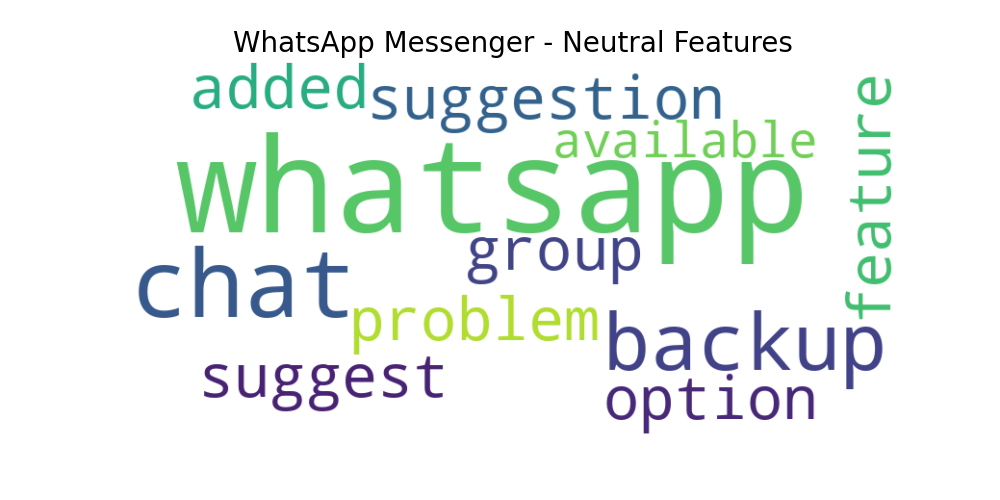 WhatsApp Messenger - Neutral Features
added
suggestion
available
whatsapp
feature
group
chat
problem
backup
suggest
option